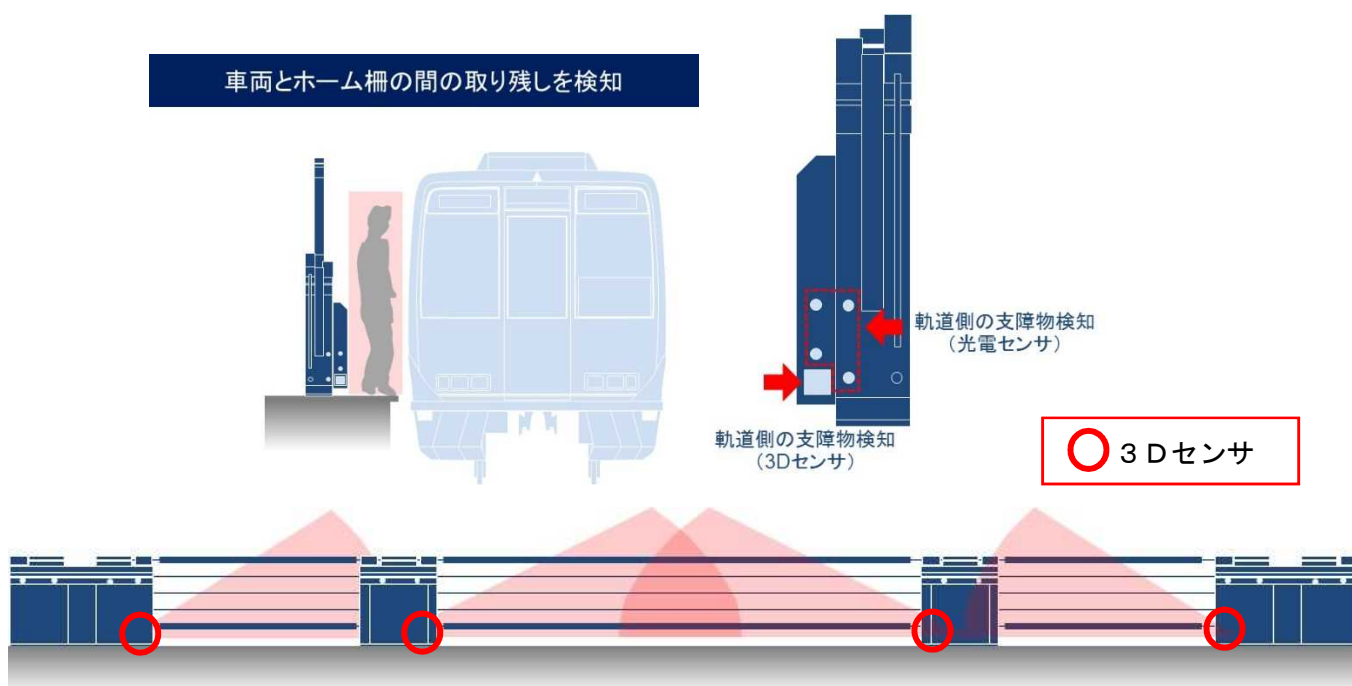 車両とホーム柵の間の取り残しを検知
軌道側の支障物検知
（光電センサ）
軌道側の支障物検知
（3Dセンサ）
３Ｄセンサ